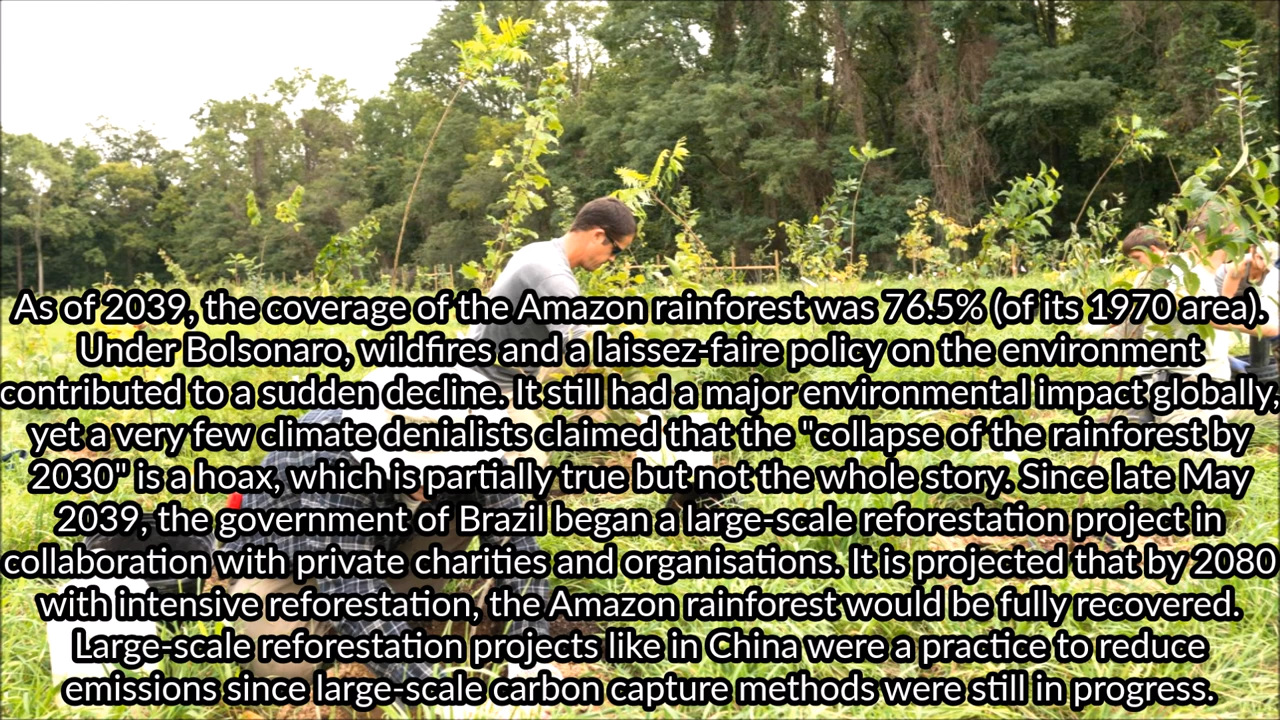 As of 2039, the coverage of the Amazon rainforest was 76.5% (of its 1970 area).
Under Bolsonaro, wildfires and a laissez-faire policy on the environment
contributed to a sudden decline. It still had a major environmental impact globally,
yet a very few climate denialists claimed that the "collapse of the rainforest by
2030" is a hoax, which is partially true but not the whole story. Since late May
2039, the government of Brazil began a large-scale reforestation project in
collaboration with private charities and organisations. It is projected that by 2080
with intensive reforestation, the Amazon rainforest would be fully recovered.
Large-scale reforestation projects like in China were a practice to reduce
emissions since large-scale carbon capture methods were still in progress.